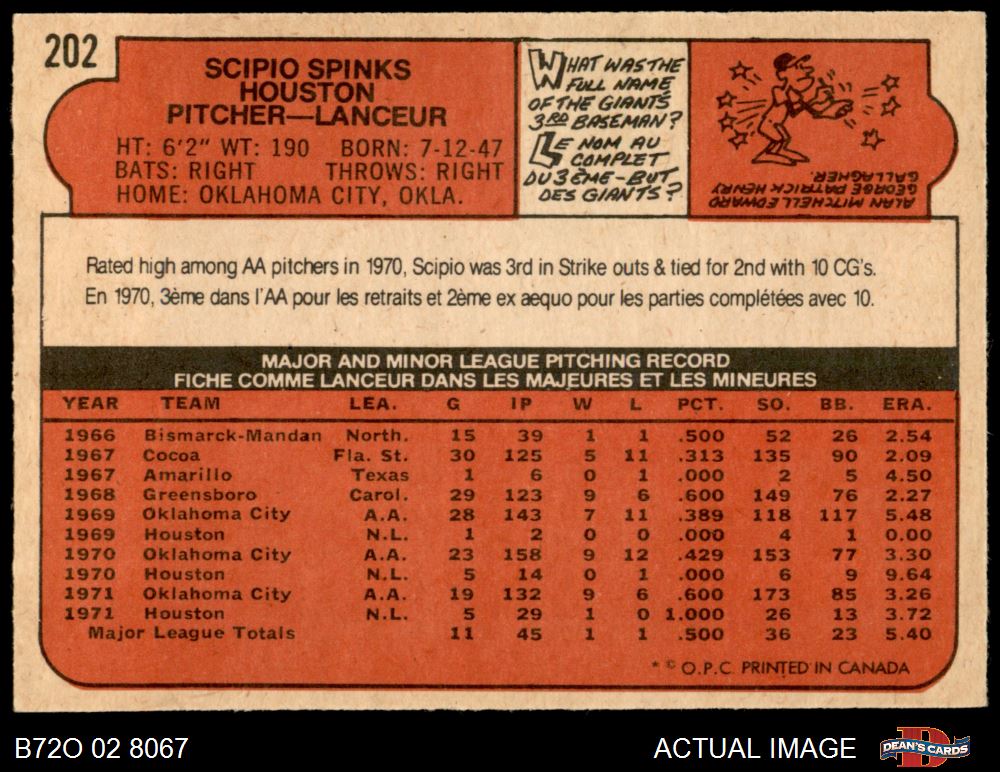 202
SCIPIO SPINKS
HOUSTON
PITCHER—LANCEUR
HT: 6'2" WT: 190 BORN: 7-12-47
BATS: RIGHT THROWS: RIGHT
HOME: OKLAHOMA CITY, OKLA.
WHAT WAS THE
FULL NAME
OF THE GIANTS
3RD BASEMAN?
LE NOM AU
COMPLET
DU 3ÈME-BUT
DES GIANTS?
ALAN MITCHELL EDWARD
GEORGE PATRICK HENRY
GALLAGHER.
Rated high among AA pitchers in 1970, Scipio was 3rd in Strike outs & tied for 2nd with 10 CG's.
En 1970, 3ème dans l'AA pour les retraits et 2ème ex aequo pour les parties complétées avec 10.
MAJOR AND MINOR LEAGUE PITCHING RECORD
FICHE COMME LANCEUR DANS LES MAJEURES ET LES MINEURES
YEAR TEAM LEA. G IP W L PCT. SO. BB. ERA.
1966 Bismarck-Mandan North. 15 39 1 1 .500 52 26 2.54
1967 Cocoa Fla. St. 30 125 5 11 .313 135 90 2.09
1967 Amarillo Texas 1 6 0 1 .000 2 5 4.50
1968 Greensboro Carol. 29 123 9 6 .600 149 76 2.27
1969 Oklahoma City A.A. 28 143 7 11 .389 118 117 5.48
1969 Houston N.L. 1 2 0 0 .000 4 1 0.00
1970 Oklahoma City A.A. 23 158 9 12 .429 153 77 3.30
1970 Houston N.L. 5 14 0 1 .000 6 9 9.64
1971 Oklahoma City A.A. 19 132 9 6 .600 173 85 3.26
1971 Houston N.L. 5 29 1 0 1.000 26 13 3.72
Major League Totals 11 45 1 1 .500 36 23 5.40
* © O.P.C. PRINTED IN CANADA
B72O 02 8067
ACTUAL IMAGE
DEAN'S CARDS